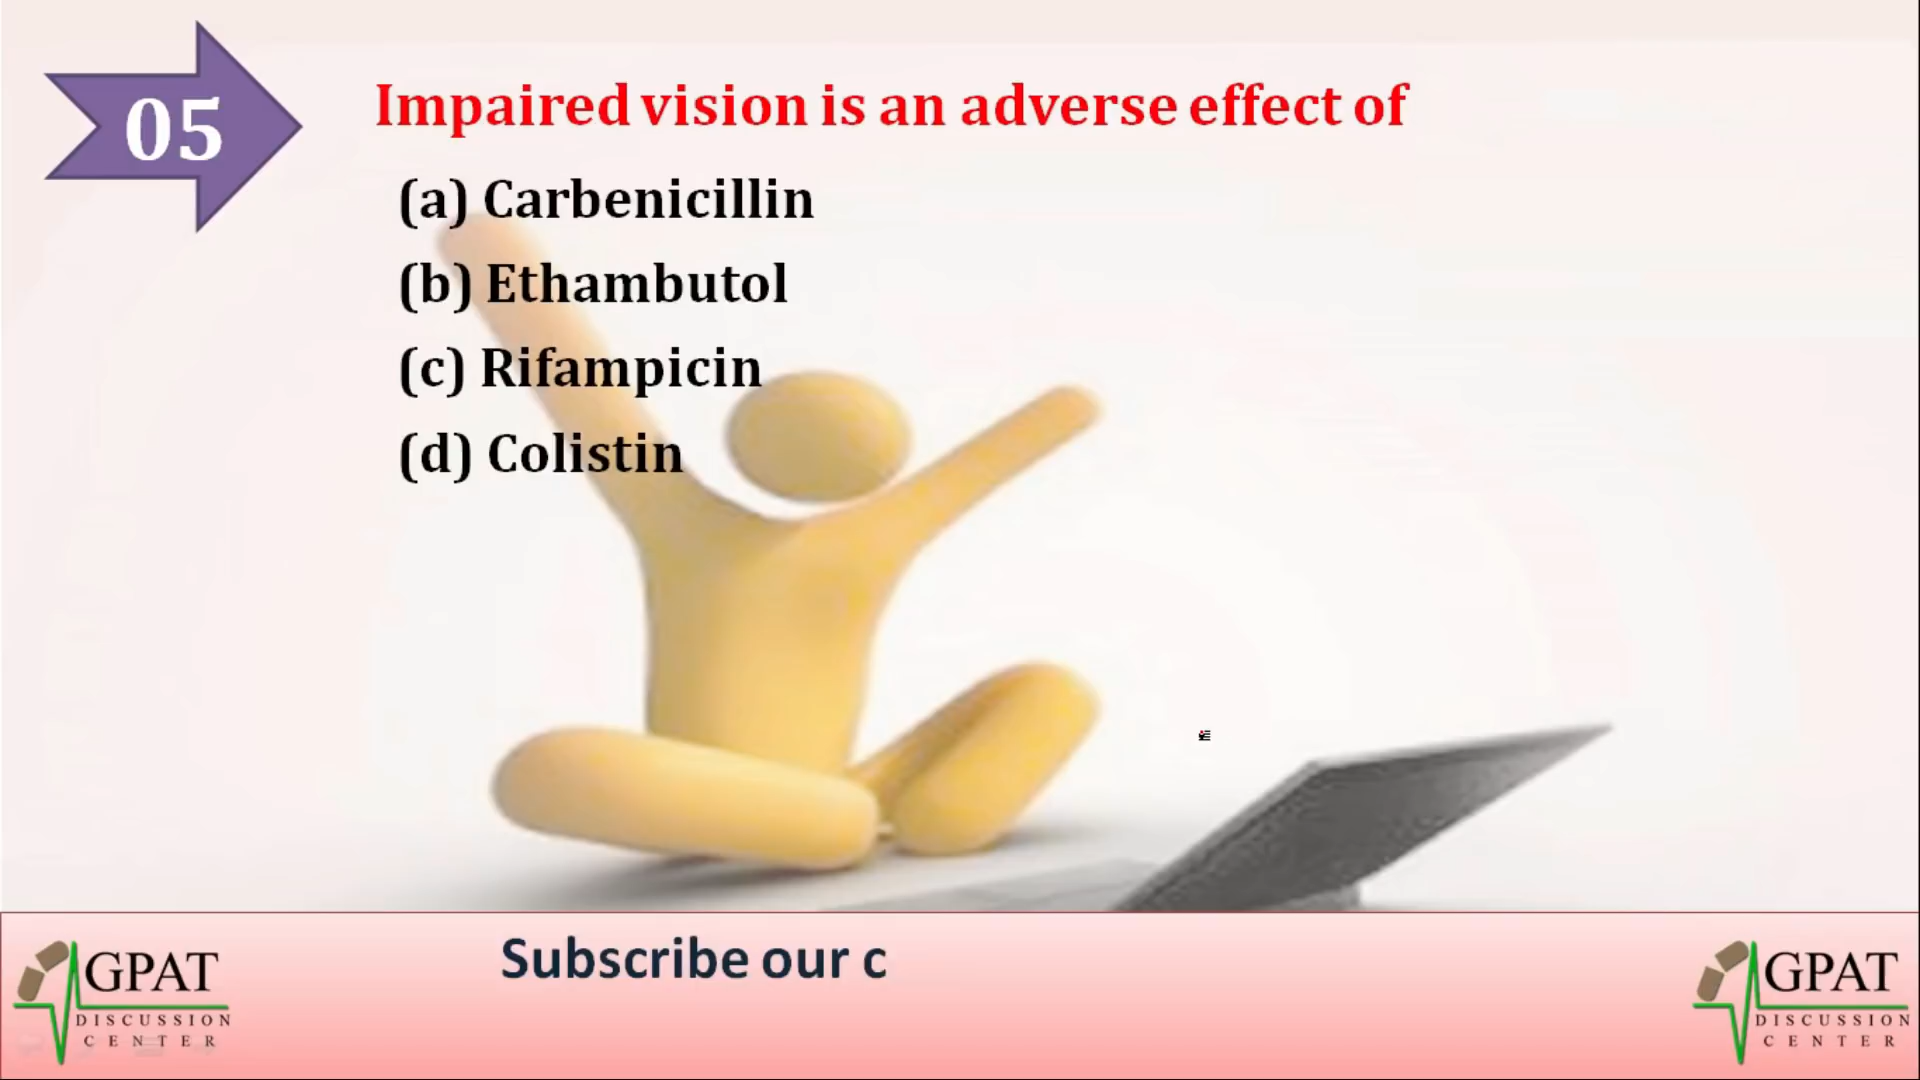 05
Impaired vision is an adverse effect of
(a) Carbenicillin
(b) Ethambutol
(c) Rifampicin
(d) Colistin
Subscribe our c
GPAT
DISCUSSION
CENTER
GPAT
DISCUSSION
CENTER